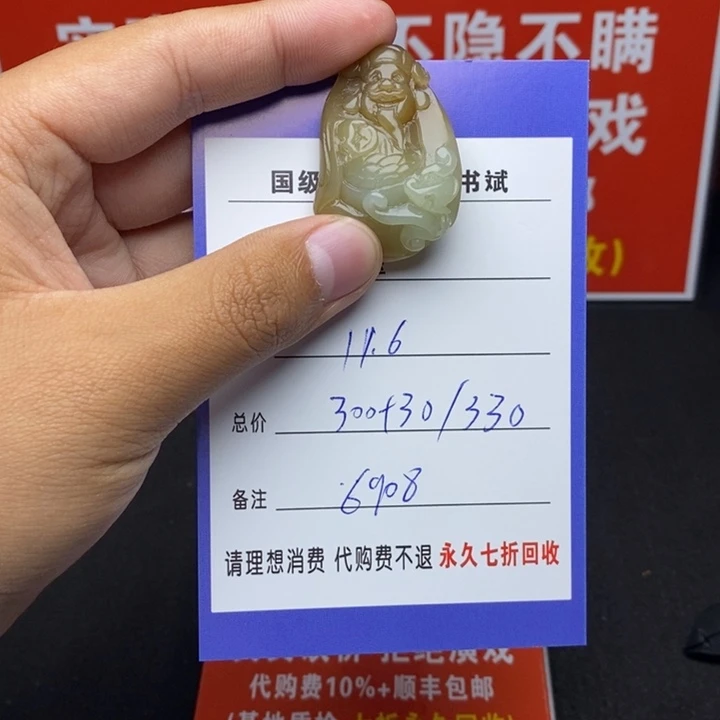 不隐不瞒
戏
收)
国级
书斌
11.6
总价 300+30/330
备注 6908
请理想消费 代购费不退 永久七折回收
代购费10%+顺丰包邮